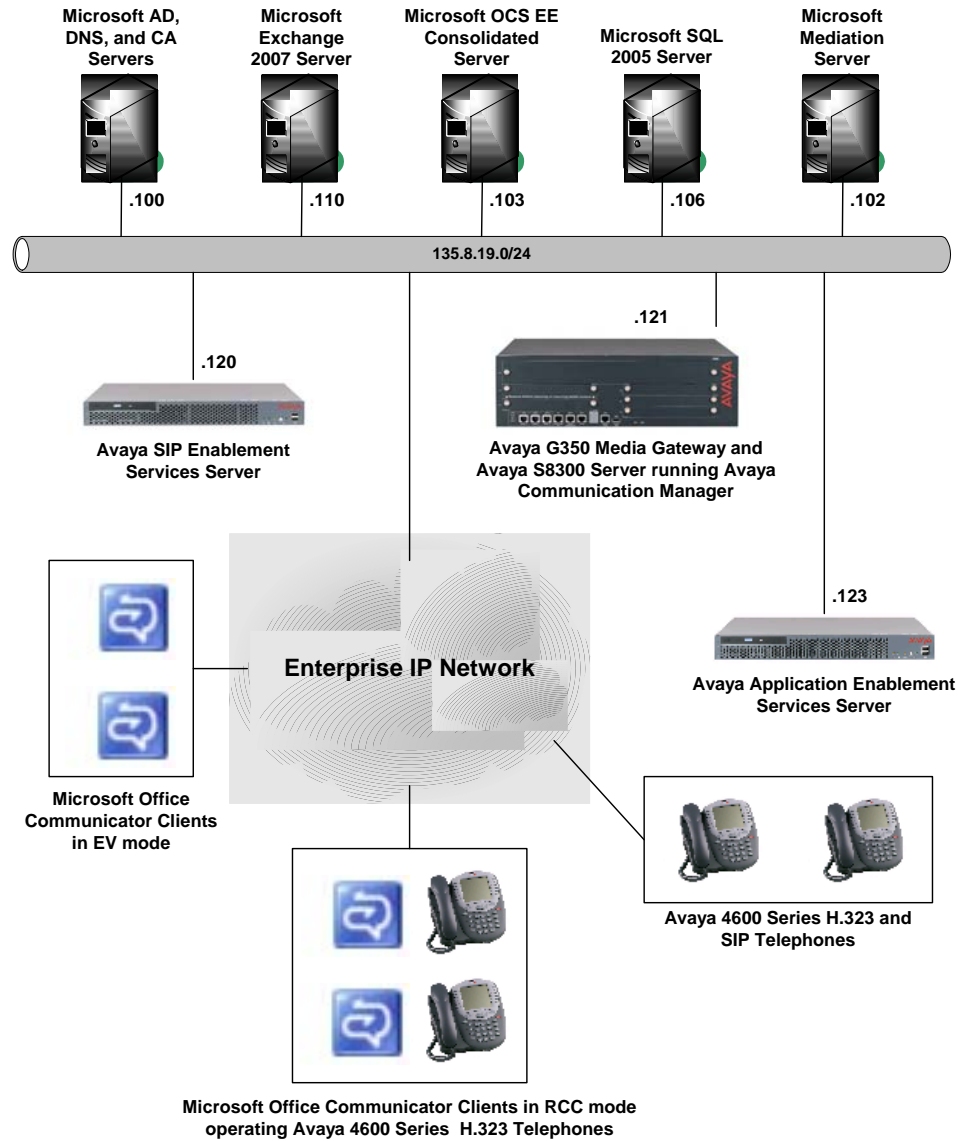 Microsoft AD,
DNS, and CA
Servers
Microsoft
Exchange
2007 Server
Microsoft OCS EE
Consolidated
Server
Microsoft SQL
2005 Server
Microsoft
Mediation
Server
.100
.110
.103
.106
.102
135.8.19.0/24
.120
.121
AVAYA
Avaya SIP Enablement
Services Server
Avaya G350 Media Gateway and
Avaya S8300 Server running Avaya
Communication Manager
.123
Enterprise IP Network
Avaya Application Enablement
Services Server
Microsoft Office
Communicator Clients
in EV mode
Avaya 4600 Series H.323 and
SIP Telephones
Microsoft Office Communicator Clients in RCC mode
operating Avaya 4600 Series H.323 Telephones